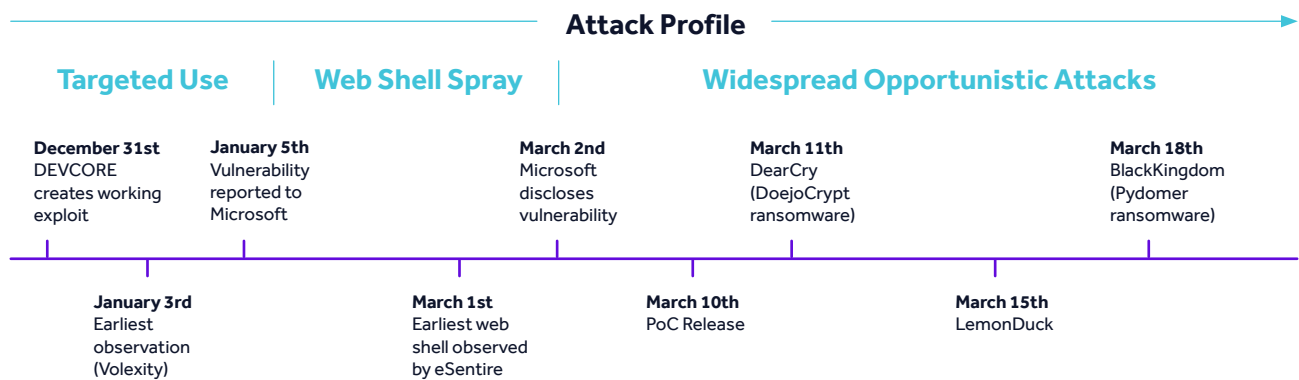 Attack Profile
Targeted Use
Web Shell Spray
Widespread Opportunistic Attacks
December 31st
DEVCORE
creates working
exploit
January 5th
Vulnerability
reported to
Microsoft
March 2nd
Microsoft
discloses
vulnerability
March 11th
DearCry
(DoejoCrypt
ransomware)
March 18th
BlackKingdom
(Pydomer
ransomware)
January 3rd
Earliest
observation
(Volexity)
March 1st
Earliest web
shell observed
by eSentire
March 10th
PoC Release
March 15th
LemonDuck